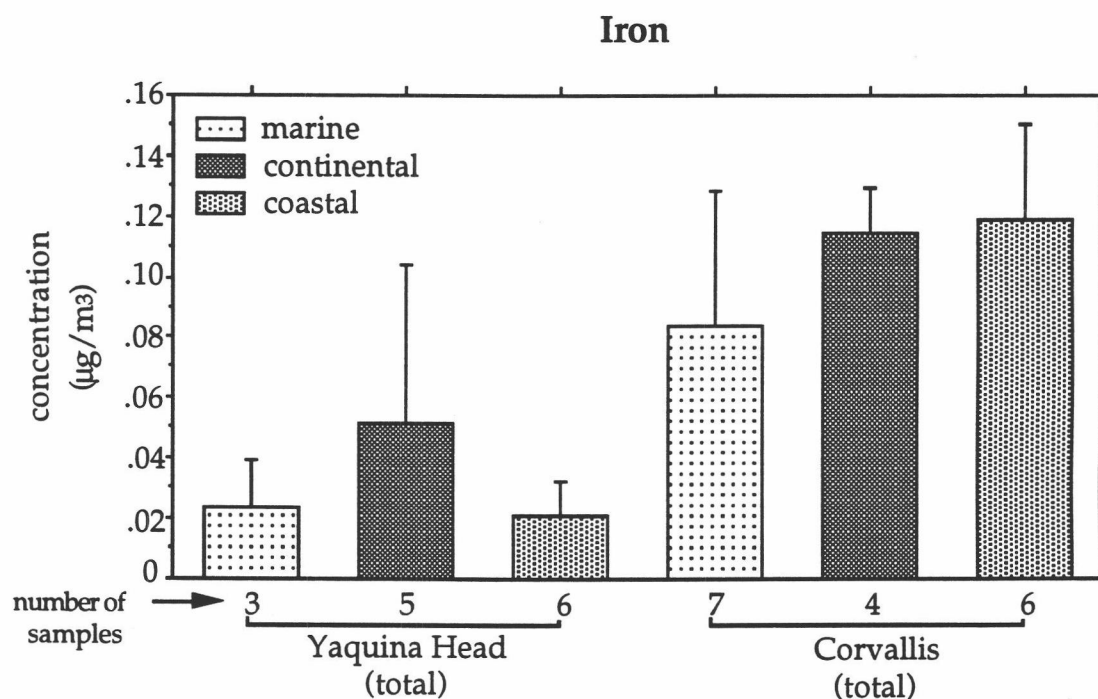 Iron
.16
.14
.12
.10
.08
.06
.04
.02
0
concentration
(µg/m3)
marine
continental
coastal
number of
samples
3 5 6 7 4 6
Yaquina Head
(total)
Corvallis
(total)